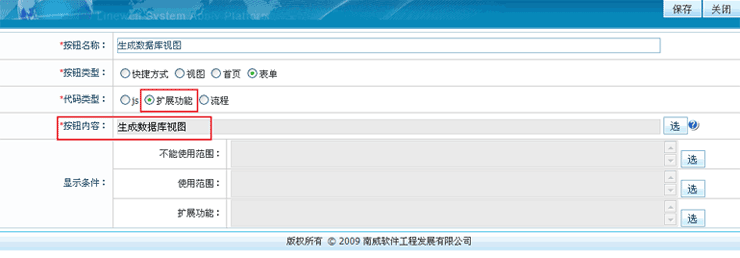 Linewell System Apply Platform
保存 关闭
*按钮名称： 生成数据库视图
*按钮类型： 快捷方式 视图 首页 表单
*代码类型： js 扩展功能 流程
*按钮内容： 生成数据库视图 选 ?
不能使用范围： 选
显示条件： 使用范围： 选
扩展功能： 选
版权所有 © 2009 南威软件工程发展有限公司